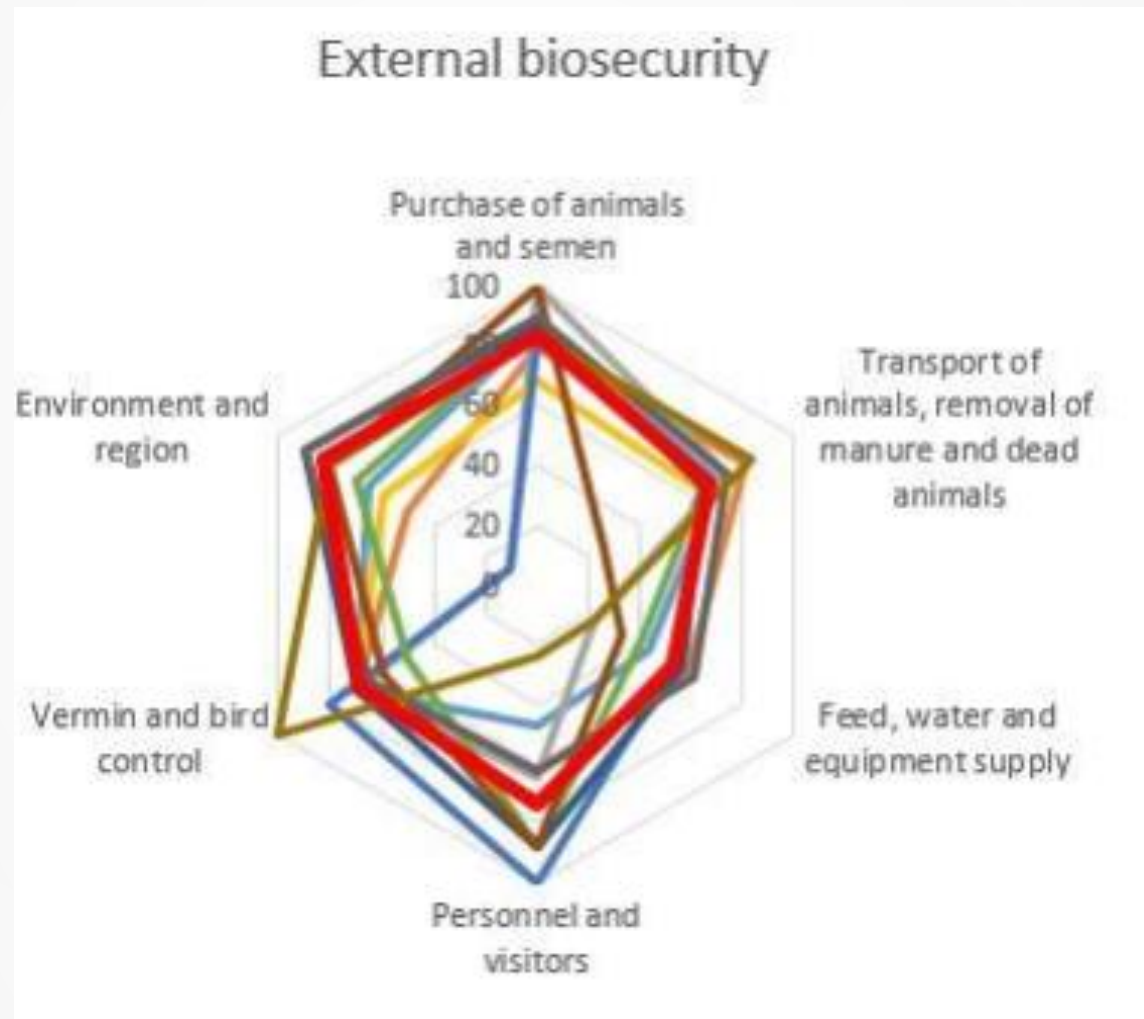 External biosecurity
Purchase of animals
and semen
100
80
60
40
20
0
Transport of
animals, removal of
manure and dead
animals
Feed, water and
equipment supply
Personnel and
visitors
Vermin and bird
control
Environment and
region